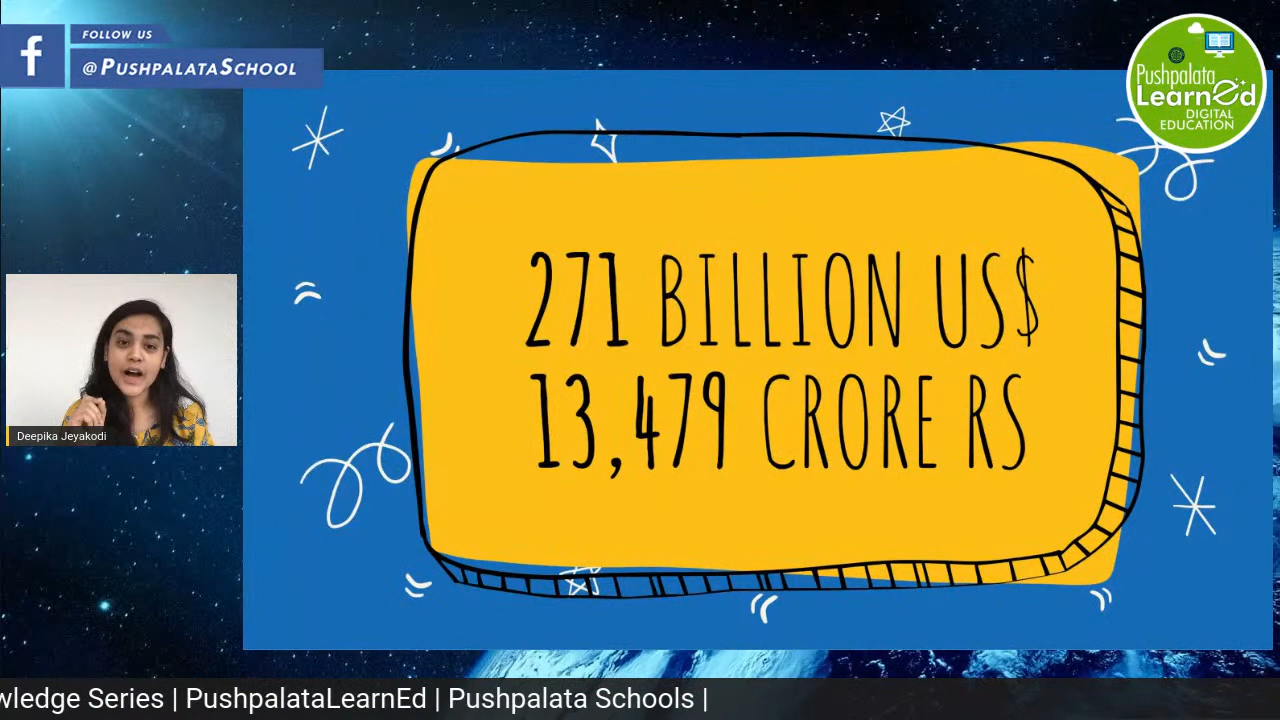 FOLLOW US
@PUSHPALATASCHOOL
Pushpalata
Learned
DIGITAL
EDUCATION
271 BILLION US$
13,479 CRORE RS
Deepika Jeyakodi
wledge Series | PushpalataLearnEd | Pushpalata Schools |